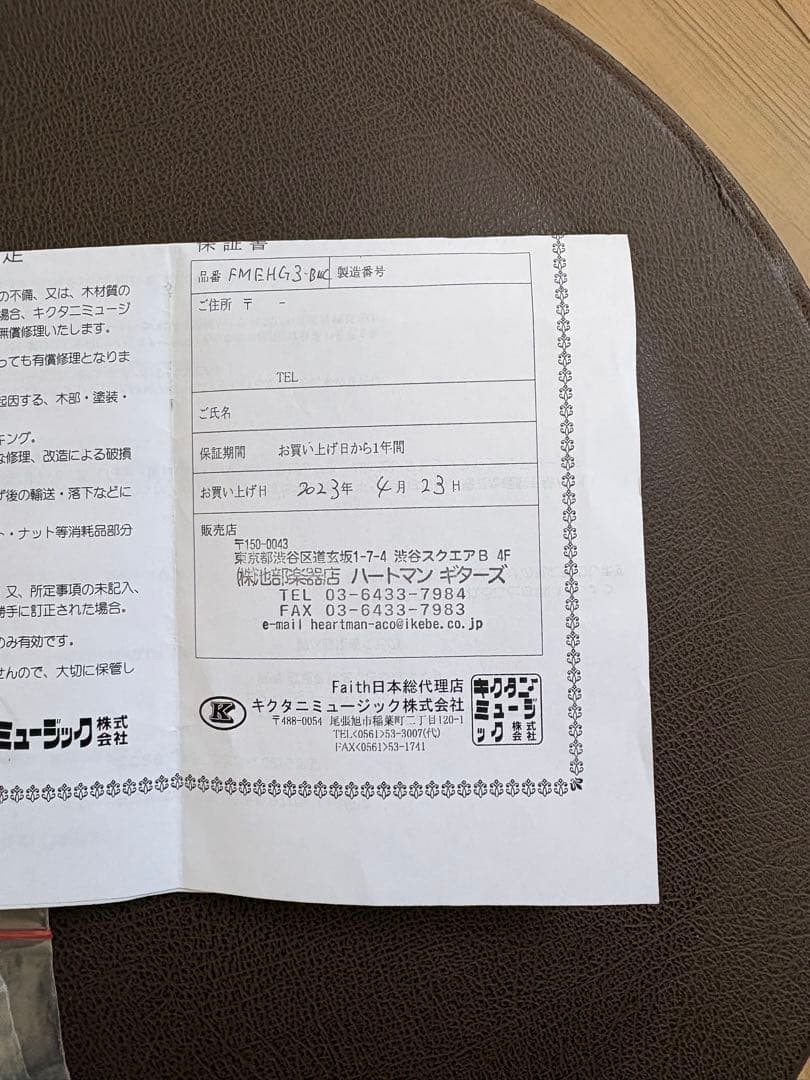 定
の不備、又は、木材質の
場合、キクタニミュージ
無償修理いたします。
っても有償修理となりま
起因する、木部・塗装・
キング。
な修理、改造による破損
げ後の輸送・落下などに
ト・ナット等消耗品部分
又、所定事項の未記入、
勝手に訂正された場合。
のみ有効です。
せんので、大切に保管し
ミュージック 株式会社
保証書
品番 FMEHG3-BNC 製造番号
ご住所 〒 -
TEL
ご氏名
保証期間 お買い上げ日から1年間
お買い上げ日 2023年 4月 23日
販売店
〒150-0043
東京都渋谷区道玄坂1-7-4 渋谷スクエアB 4F
㈱池部楽器店 ハートマン ギターズ
TEL 03-6433-7984
FAX 03-6433-7983
e-mail heartman-aco@ikebe.co.jp
Faith日本総代理店
K キクタニミュージック株式会社
〒488-0054 尾張旭市稲葉町二丁目120-1
TEL<0561>53-3007(代)
FAX<0561>53-1741
キクタニミュージック株式会社